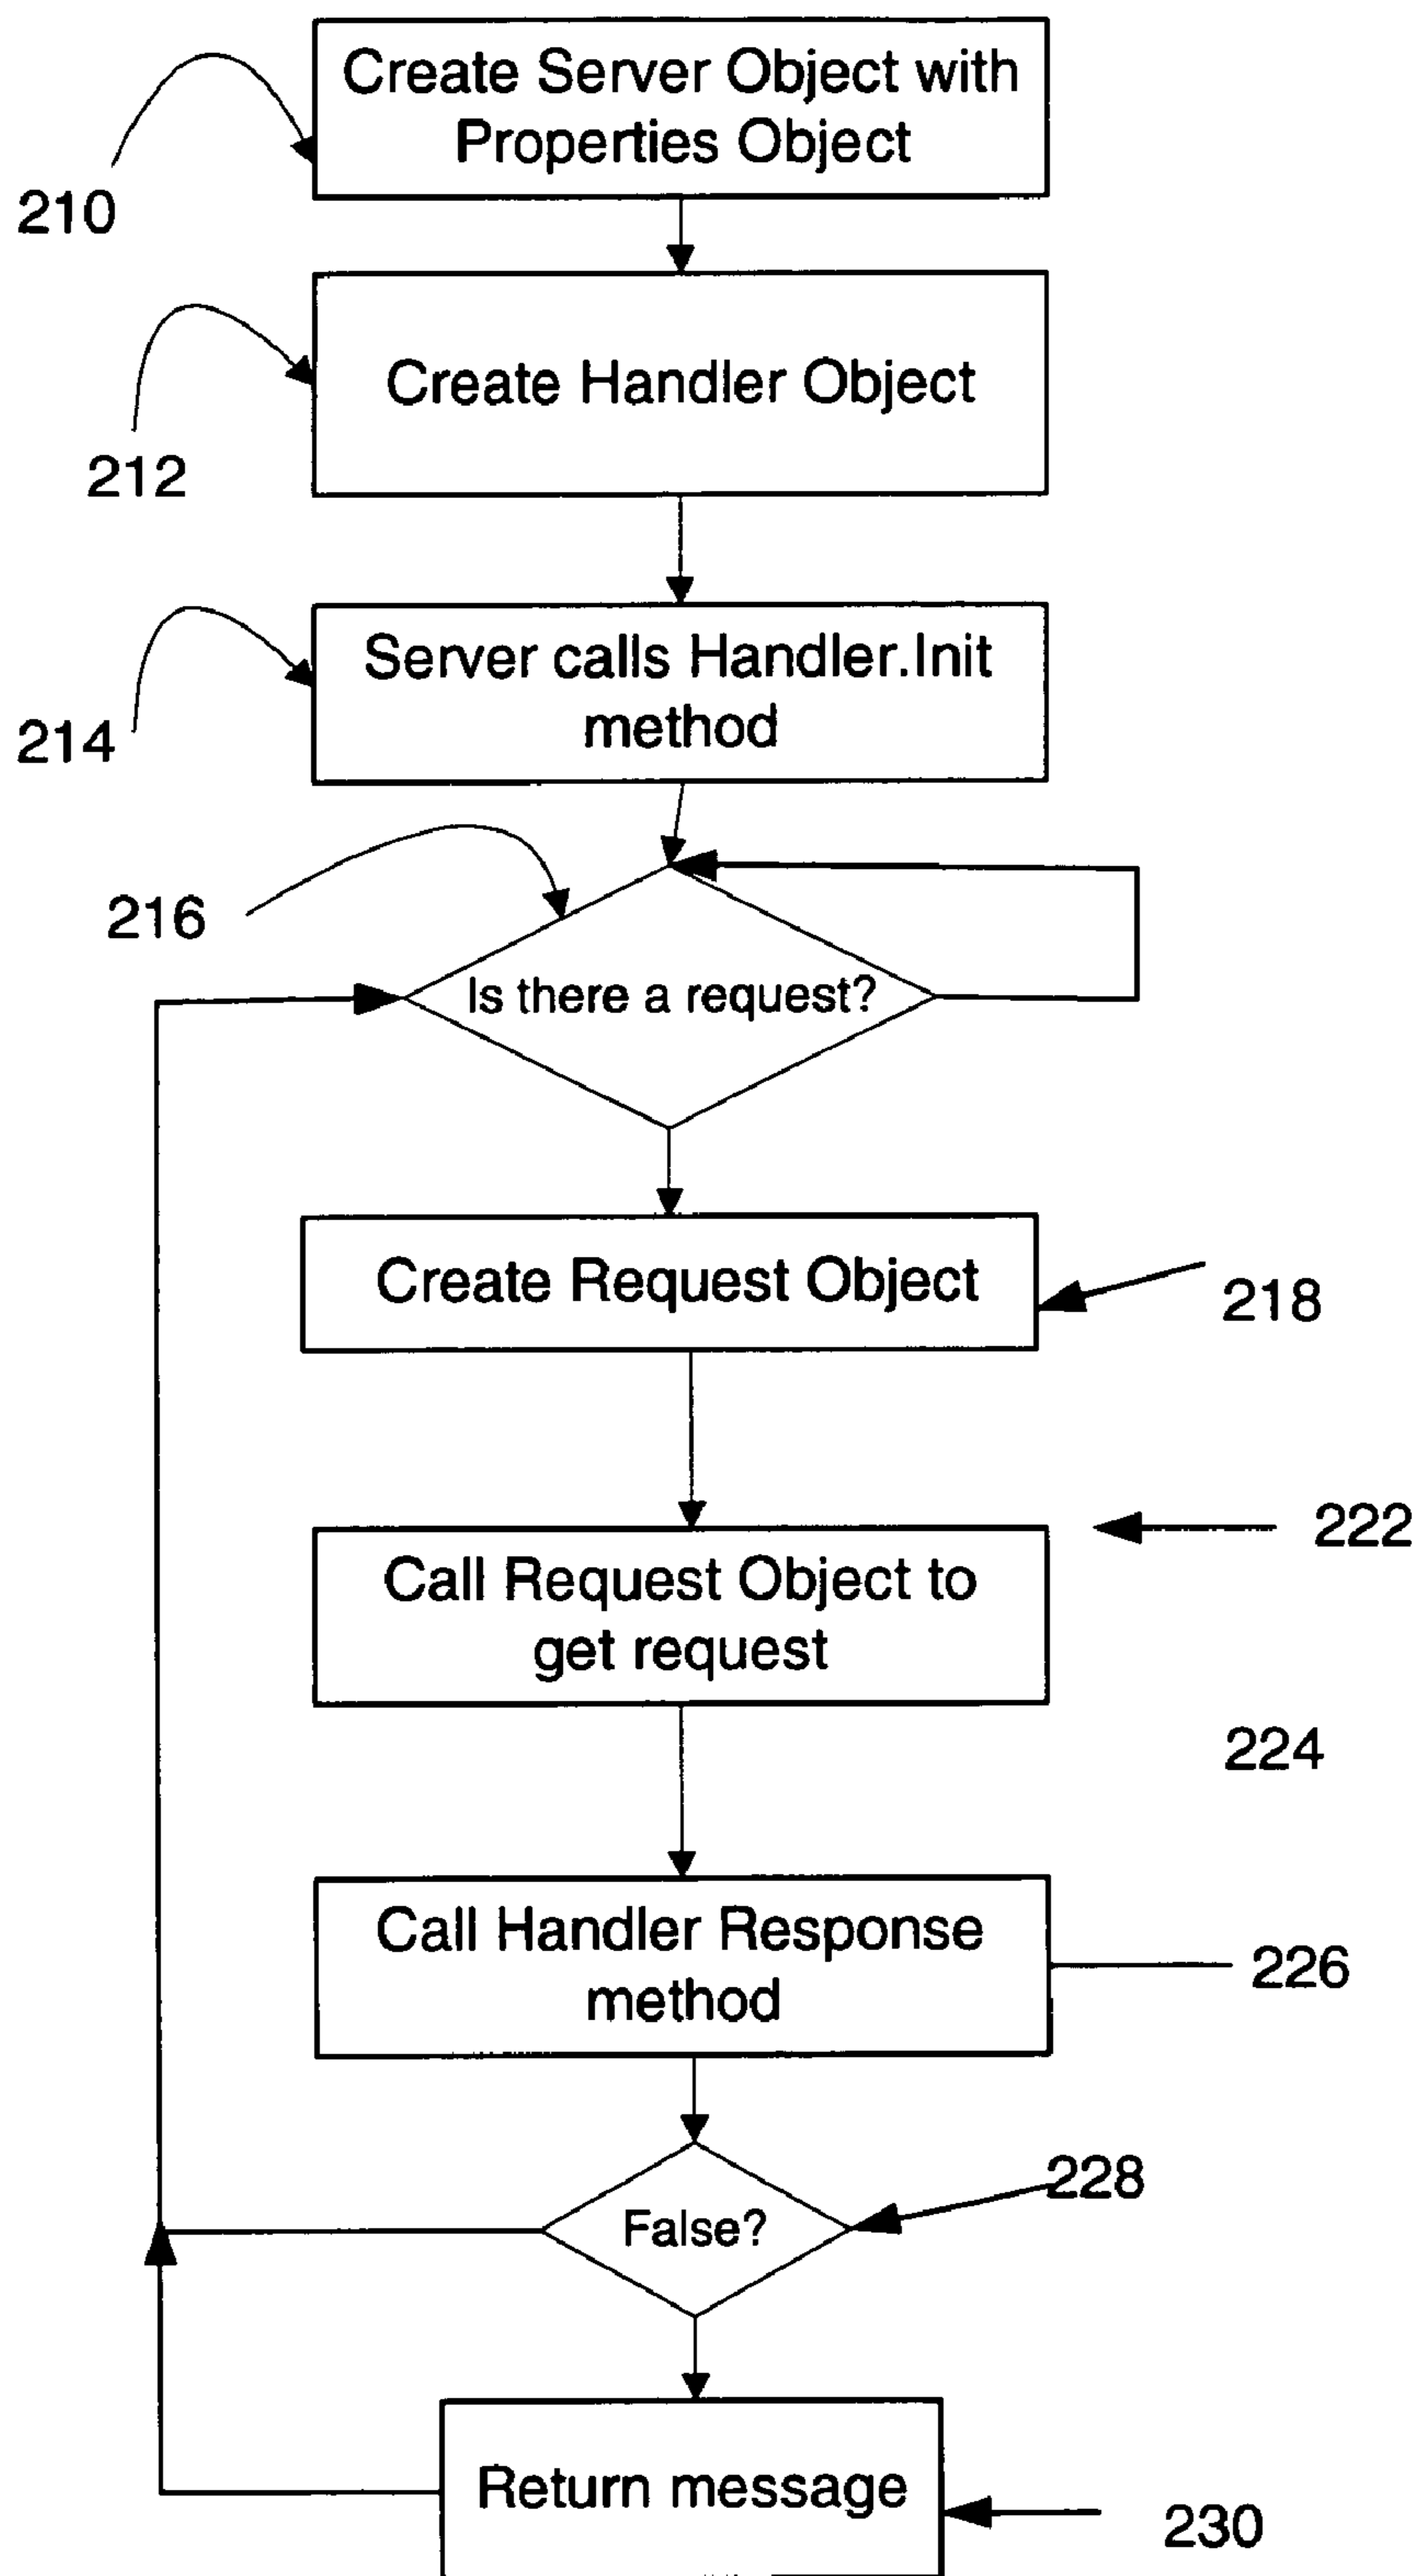 Create Server Object with
Properties Object
210
Create Handler Object
212
Server calls Handler.Init
method
214
216
Is there a request?
Create Request Object
218
222
Call Request Object to
get request
224
Call Handler Response
method
226
228
False?
Return message
230